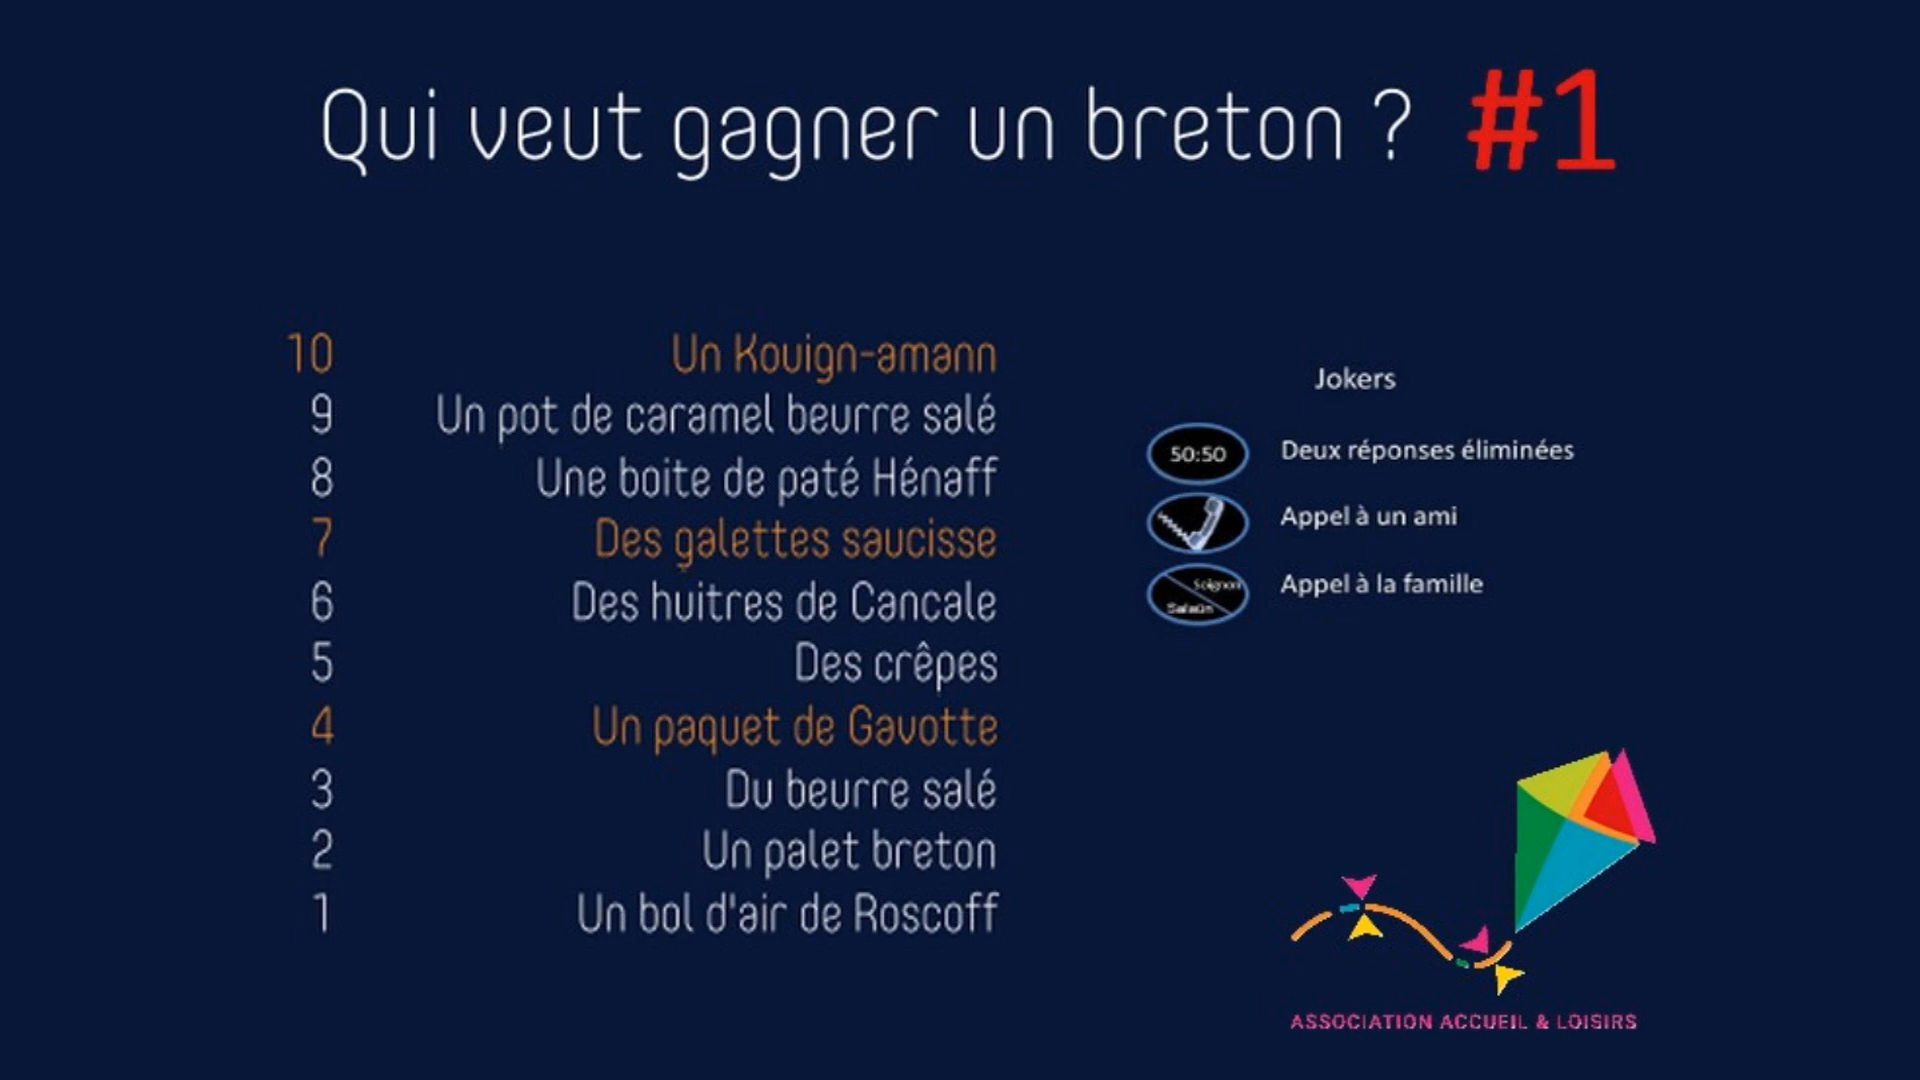 Qui veut gagner un breton ? #1
10 Un Kouign-amann
9 Un pot de caramel beurre salé
8 Une boite de paté Hénaff
7 Des galettes saucisse
6 Des huitres de Cancale
5 Des crêpes
4 Un paquet de Gavotte
3 Du beurre salé
2 Un palet breton
1 Un bol d'air de Roscoff
Jokers
50:50 Deux réponses éliminées
Appel à un ami
Soignon
Salaün
Appel à la famille
ASSOCIATION ACCUEIL & LOISIRS